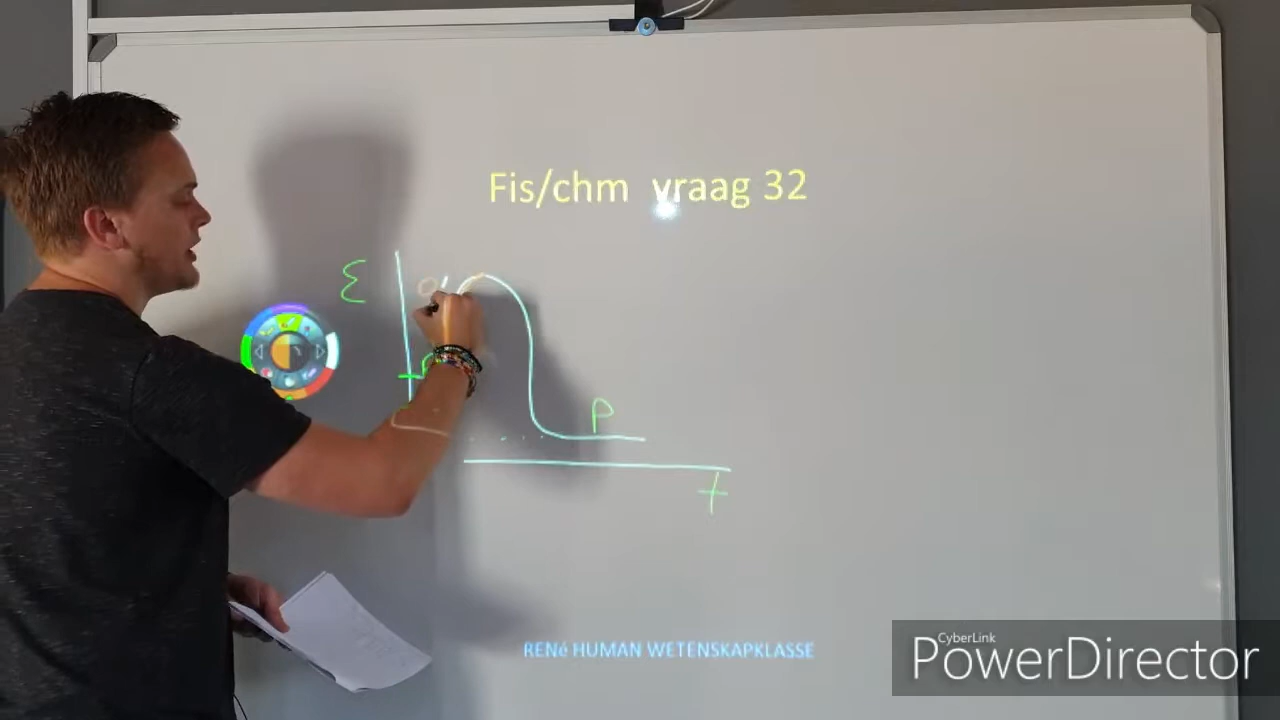 Fis/chm vraag 32
E
P
t
RENé HUMAN WETENSKAPKLASSE
CyberLink
PowerDirector